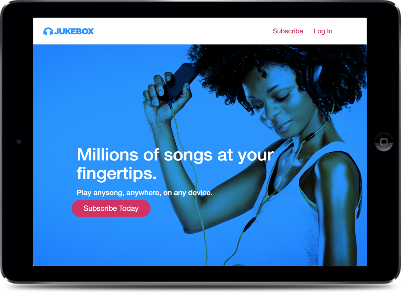 JUKEBOX
Subscribe Log In
Millions of songs at your
fingertips.
Play anysong, anywhere, on any device.
Subscribe Today